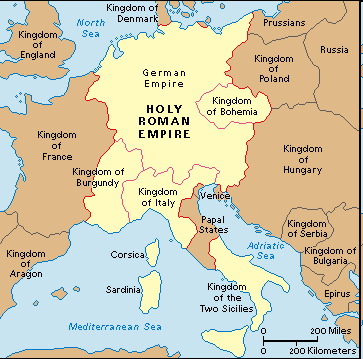 Kingdom of
Denmark
North
Sea
Prussians
Kingdom
of
England
Russia
German
Empire
Kingdom
of
Poland
HOLY
ROMAN
EMPIRE
Kingdom
of Bohemia
Kingdom
of
France
Kingdom
of
Hungary
Kingdom of
Burgundy
Kingdom
of Italy
Venice
Papal
States
Kingdom
of Serbia
Adriatic
Sea
Kingdom of
Bulgaria
Kingdom
of
Aragon
Corsica
Sardinia
Kingdom
of the
Two Sicilies
Epirus
Mediterranean Sea
0 200 Miles
0 200 Kilometers